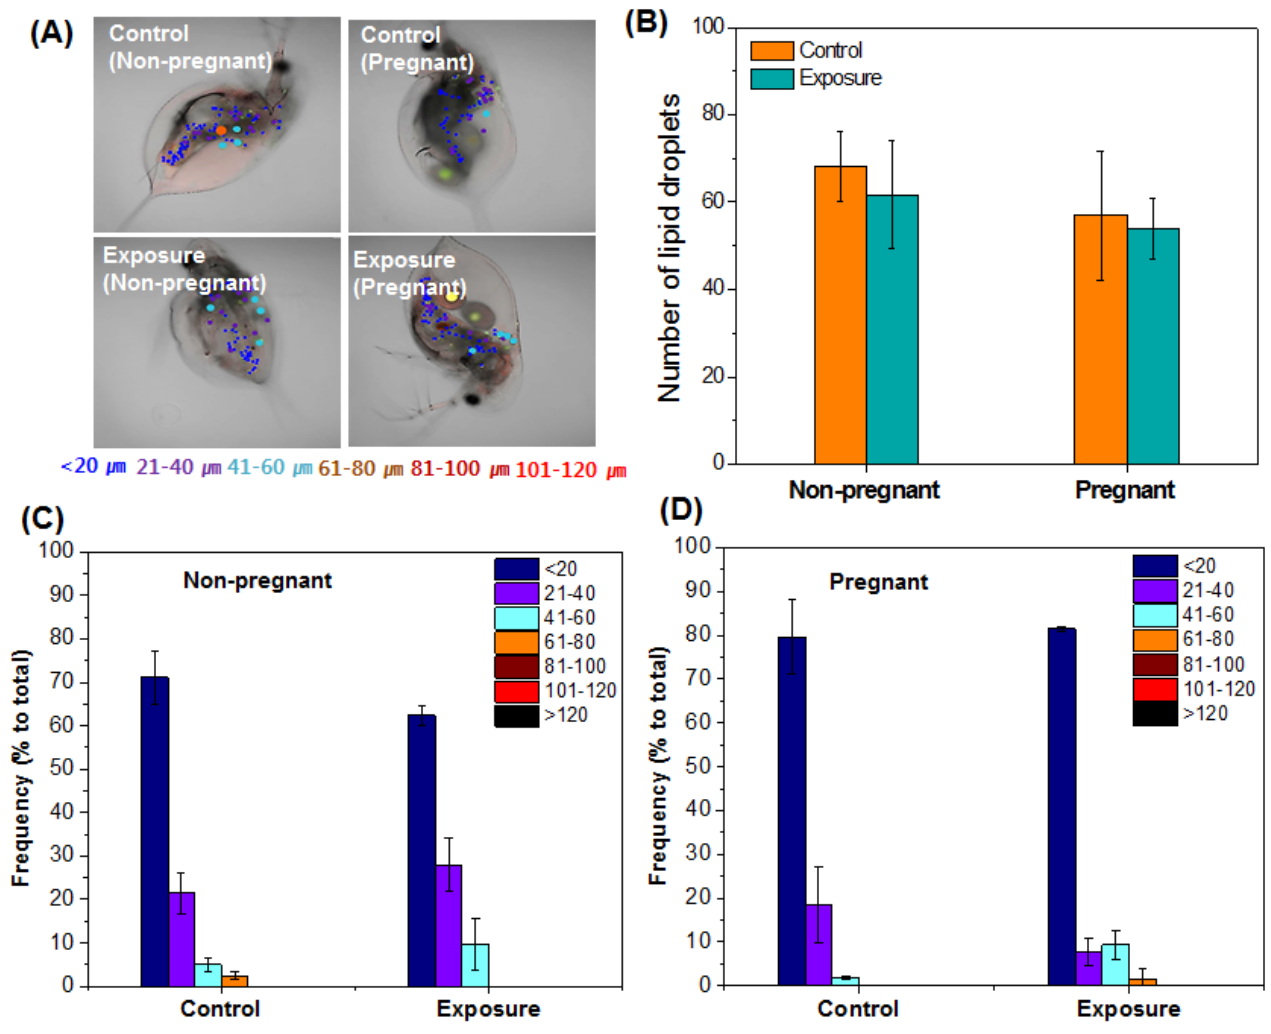 (A)
Control
(Non-pregnant)
Control
(Pregnant)
Exposure
(Non-pregnant)
Exposure
(Pregnant)
<20 ㎛ 21-40 ㎛ 41-60 ㎛ 61-80 ㎛ 81-100 ㎛ 101-120 ㎛
(B)
Number of lipid droplets
100
80
60
40
20
0
Control
Exposure
Non-pregnant
Pregnant
(C)
Frequency (% to total)
100
90
80
70
60
50
40
30
20
10
0
Non-pregnant
<20
21-40
41-60
61-80
81-100
101-120
>120
Control
Exposure
(D)
Frequency (% to total)
100
90
80
70
60
50
40
30
20
10
0
Pregnant
<20
21-40
41-60
61-80
81-100
101-120
>120
Control
Exposure